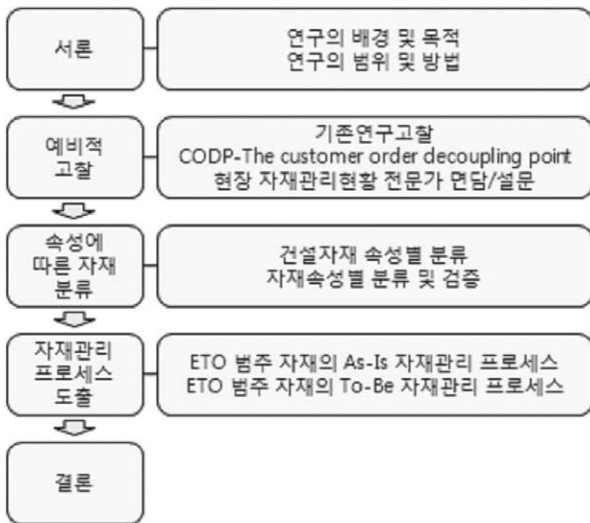 서론
연구의 배경 및 목적
연구의 범위 및 방법
예비적
고찰
기존연구고찰
CODP-The customer order decoupling point
현장 자재관리현황 전문가 면담/설문
속성에
따른 자재
분류
건설자재 속성별 분류
자재속성별 분류 및 검증
자재관리
프로세스
도출
ETO 범주 자재의 As-Is 자재관리 프로세스
ETO 범주 자재의 To-Be 자재관리 프로세스
결론